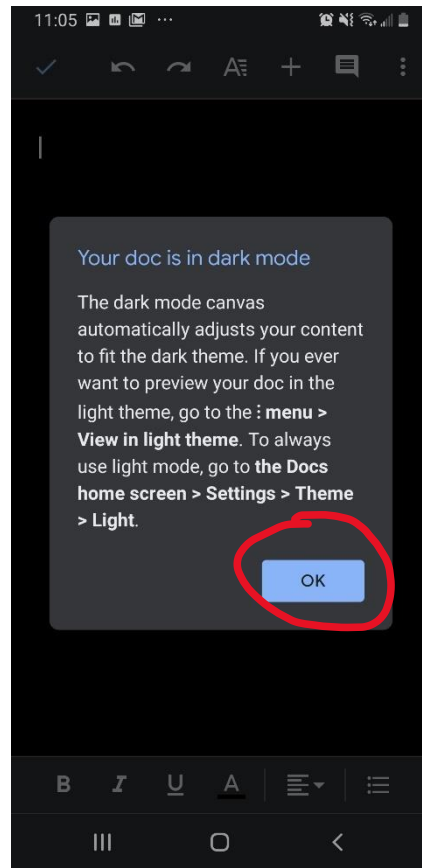 11:05
Your doc is in dark mode
The dark mode canvas
automatically adjusts your content
to fit the dark theme. If you ever
want to preview your doc in the
light theme, go to the ⋮ menu >
View in light theme. To always
use light mode, go to the Docs
home screen > Settings > Theme
> Light.
OK
B I U A